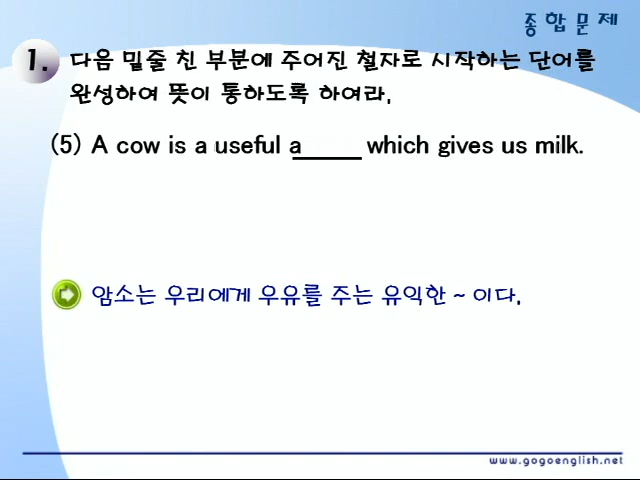 종합문제
1. 다음 밑줄 친 부분에 주어진 철자로 시작하는 단어를
완성하여 뜻이 통하도록 하여라.
(5) A cow is a useful a_____ which gives us milk.
암소는 우리에게 우유를 주는 유익한 ~ 이다.
www.gogoenglish.net